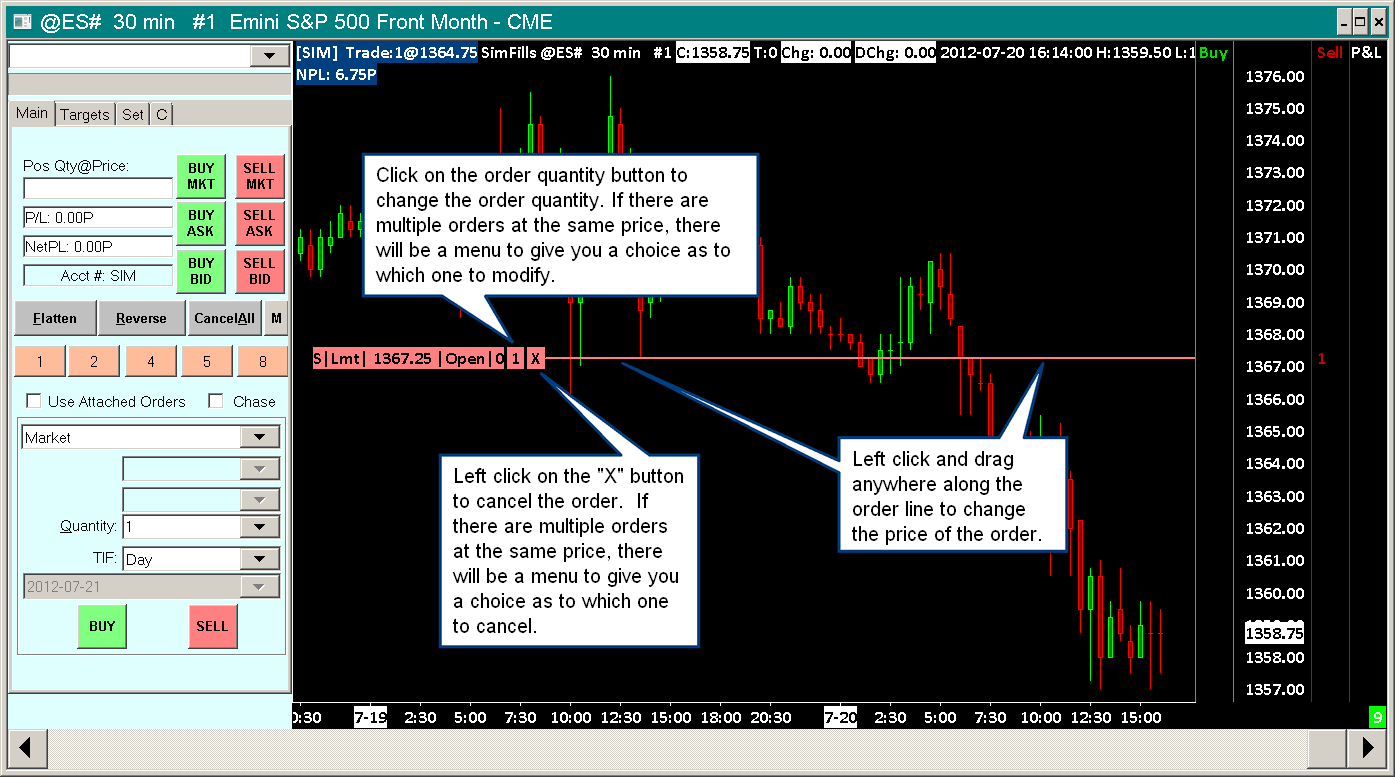 @ES#  30 min   #1  Emini S&P 500 Front Month - CME
[SIM] Trade:1@1364.75 SimFills @ES#  30 min   #1 C:1358.75 T:0 Chg: 0.00 DChg: 0.00 2012-07-20 16:14:00 H:1359.50 L:1 Buy Sell P&L
NPL: 6.75P
Main Targets Set C
Pos Qty@Price:
BUY MKT
SELL MKT
P/L: 0.00P
BUY ASK
SELL ASK
NetPL: 0.00P
Acct #: SIM
BUY BID
SELL BID
Flatten Reverse CancelAll M
1 2 4 5 8
Use Attached Orders Chase
Market
Quantity: 1
TIF: Day
2012-07-21
BUY SELL
Click on the order quantity button to
change the order quantity. If there are
multiple orders at the same price, there
will be a menu to give you a choice as to
which one to modify.
S|Lmt| 1367.25 |Open|0 1 X
1
Left click on the "X" button
to cancel the order.  If
there are multiple orders
at the same price, there
will be a menu to give you
a choice as to which one
to cancel.
Left click and drag
anywhere along the
order line to change
the price of the order.
1376.00
1375.00
1374.00
1373.00
1372.00
1371.00
1370.00
1369.00
1368.00
1367.00
1366.00
1365.00
1364.00
1363.00
1362.00
1361.00
1360.00
1358.75
1358.00
1357.00
0:30 7-19 2:30 5:00 7:30 10:00 12:30 15:00 18:00 20:30 7-20 2:30 5:00 7:30 10:00 12:30 15:00 9